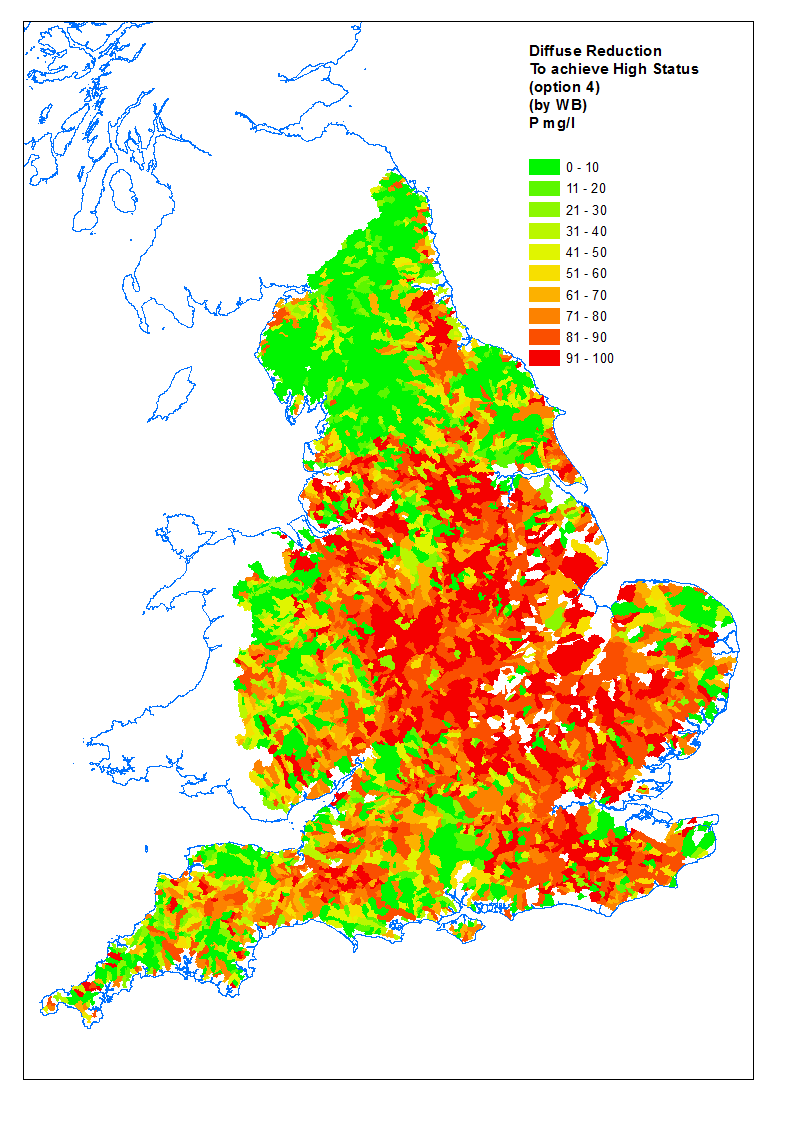 Diffuse Reduction
To achieve High Status
(option 4)
(by WB)
P mg/l
0 - 10
11 - 20
21 - 30
31 - 40
41 - 50
51 - 60
61 - 70
71 - 80
81 - 90
91 - 100